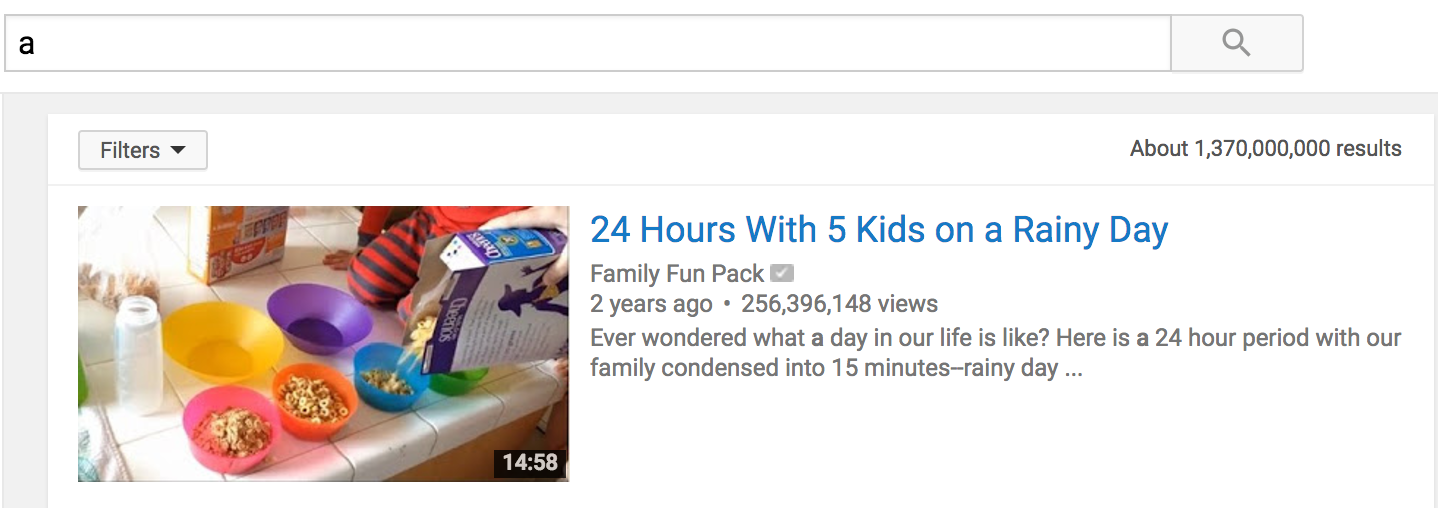 a
Filters
About 1,370,000,000 results
24 Hours With 5 Kids on a Rainy Day
Family Fun Pack
2 years ago • 256,396,148 views
Ever wondered what a day in our life is like? Here is a 24 hour period with our
family condensed into 15 minutes--rainy day ...
Cheerios
14:58